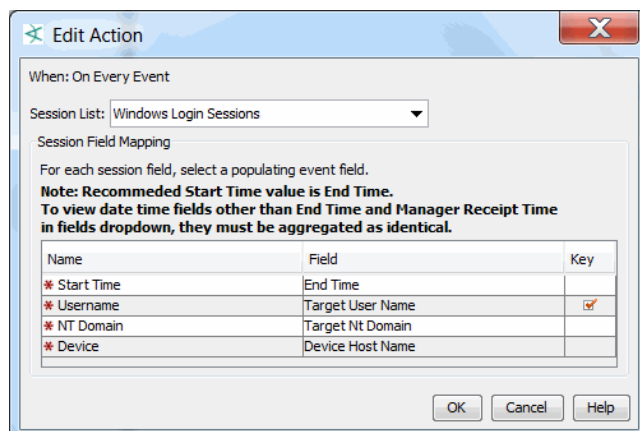 Edit Action
When: On Every Event
Session List: Windows Login Sessions
Session Field Mapping
For each session field, select a populating event field.
Note: Recommeded Start Time value is End Time.
To view date time fields other than End Time and Manager Receipt Time
in fields dropdown, they must be aggregated as identical.
Name Field Key
* Start Time End Time
* Username Target User Name
* NT Domain Target Nt Domain
* Device Device Host Name
OK Cancel Help